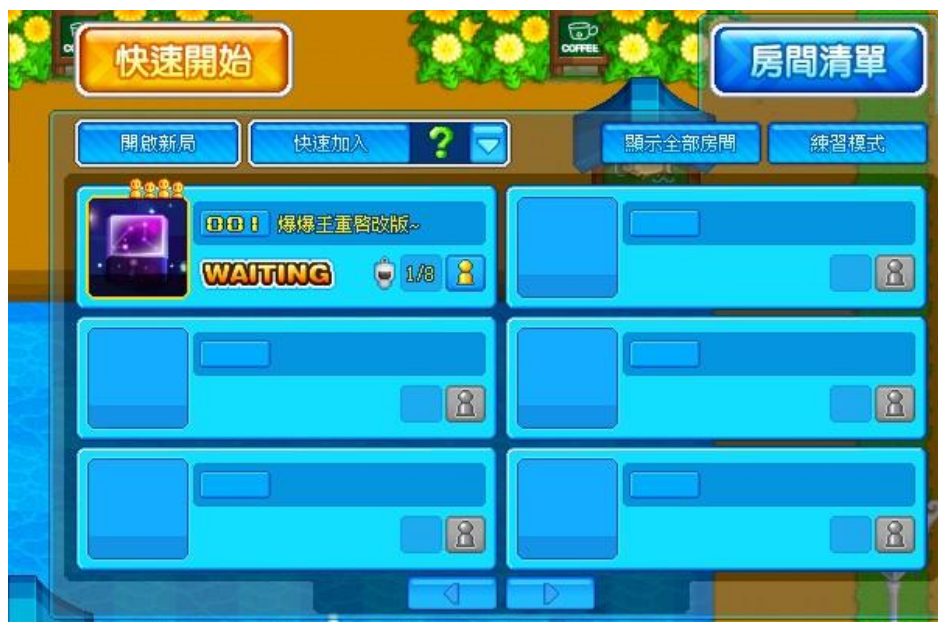 快速開始
COFFEE
房間清單
開啟新局
快速加入
?
顯示全部房間
練習模式
001 爆爆王重啓改版~
WAITING
1/8